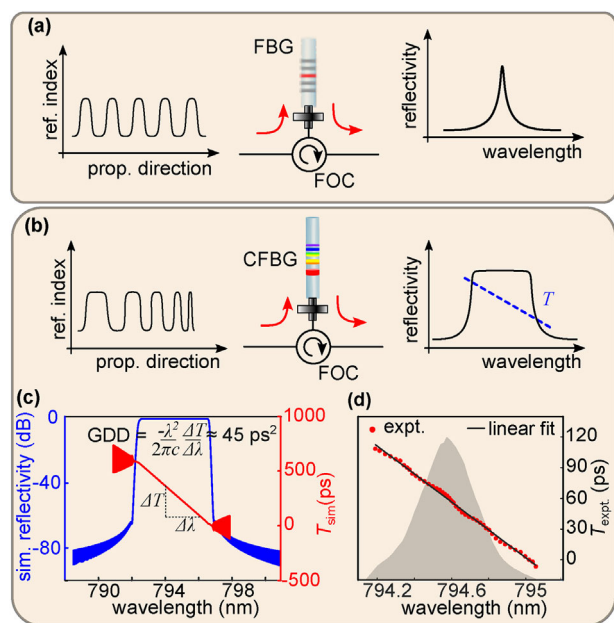 (a)
FBG
ref. index
prop. direction
FOC
reflectivity
wavelength
(b)
CFBG
ref. index
prop. direction
FOC
reflectivity
T
wavelength
(c)
sim. reflectivity (dB)
0
-40
-80
GDD = -λ² / 2πc ΔT / Δλ ≈ 45 ps²
ΔT
Δλ
1000
500
0
-500
T_sim (ps)
790 794 798
wavelength (nm)
(d)
expt.
linear fit
120
90
60
30
0
T_expt. (ps)
794.2 794.6 795
wavelength (nm)